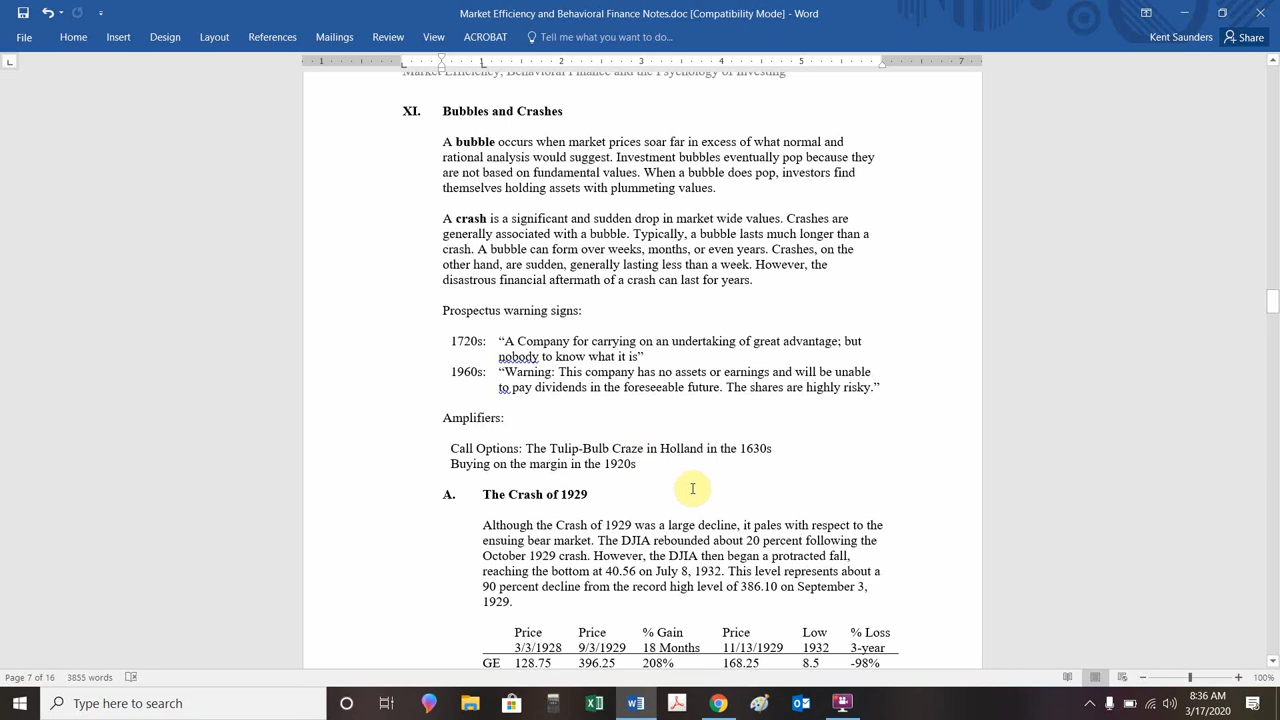 Market Efficiency and Behavioral Finance Notes.doc [Compatibility Mode] - Word
File Home Insert Design Layout References Mailings Review View ACROBAT Tell me what you want to do... Kent Saunders Share
1 1 2 3 4 5 7
Market Efficiency, Behavioral Finance and the Psychology of Investing
XI. Bubbles and Crashes
A bubble occurs when market prices soar far in excess of what normal and
rational analysis would suggest. Investment bubbles eventually pop because they
are not based on fundamental values. When a bubble does pop, investors find
themselves holding assets with plummeting values.
A crash is a significant and sudden drop in market wide values. Crashes are
generally associated with a bubble. Typically, a bubble lasts much longer than a
crash. A bubble can form over weeks, months, or even years. Crashes, on the
other hand, are sudden, generally lasting less than a week. However, the
disastrous financial aftermath of a crash can last for years.
Prospectus warning signs:
1720s: “A Company for carrying on an undertaking of great advantage; but
nobody to know what it is”
1960s: “Warning: This company has no assets or earnings and will be unable
to pay dividends in the foreseeable future. The shares are highly risky.”
Amplifiers:
Call Options: The Tulip-Bulb Craze in Holland in the 1630s
Buying on the margin in the 1920s
A. The Crash of 1929
Although the Crash of 1929 was a large decline, it pales with respect to the
ensuing bear market. The DJIA rebounded about 20 percent following the
October 1929 crash. However, the DJIA then began a protracted fall,
reaching the bottom at 40.56 on July 8, 1932. This level represents about a
90 percent decline from the record high level of 386.10 on September 3,
1929.
Price Price % Gain Price Low % Loss
3/3/1928 9/3/1929 18 Months 11/13/1929 1932 3-year
GE 128.75 396.25 208% 168.25 8.5 -98%
Page 7 of 16 3855 words 100%
Type here to search
8:36 AM
3/17/2020